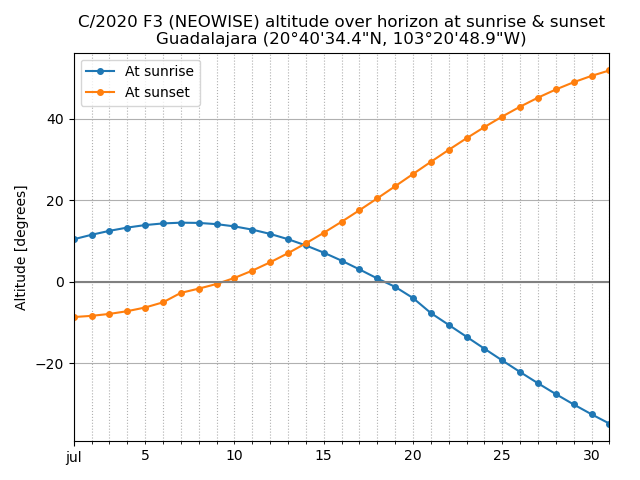 C/2020 F3 (NEOWISE) altitude over horizon at sunrise & sunset
Guadalajara (20°40'34.4"N, 103°20'48.9"W)
At sunrise
At sunset
Altitude [degrees]
40
20
0
−20
jul
5
10
15
20
25
30